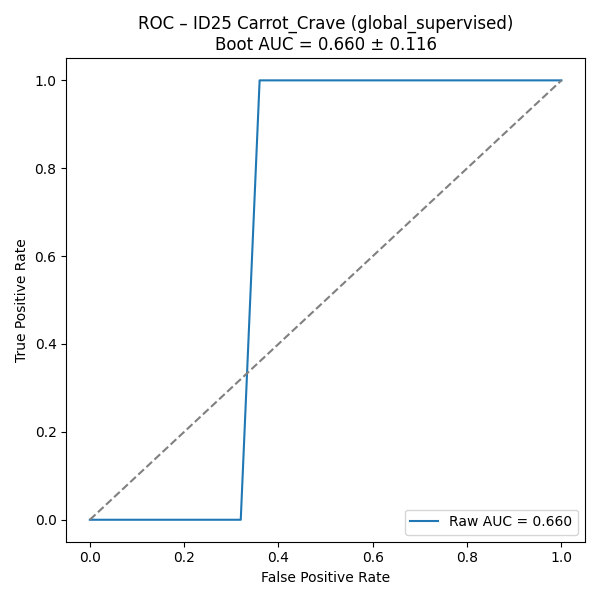 ROC – ID25 Carrot_Crave (global_supervised)
Boot AUC = 0.660 ± 0.116
True Positive Rate
1.0
0.8
0.6
0.4
0.2
0.0
Raw AUC = 0.660
0.0 0.2 0.4 0.6 0.8 1.0
False Positive Rate